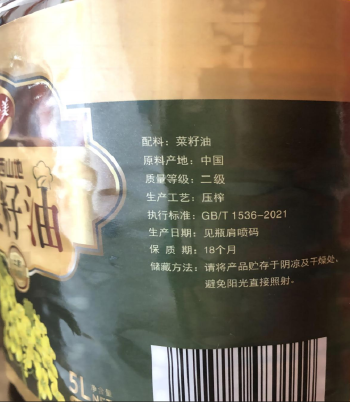 美
山地
籽油
配料：菜籽油
原料产地：中国
质量等级：二级
生产工艺：压榨
执行标准：GB/T 1536-2021
生产日期：见瓶肩喷码
保 质 期：18个月
储藏方法：请将产品贮存于阴凉及干燥处，
避免阳光直接照射。
5L